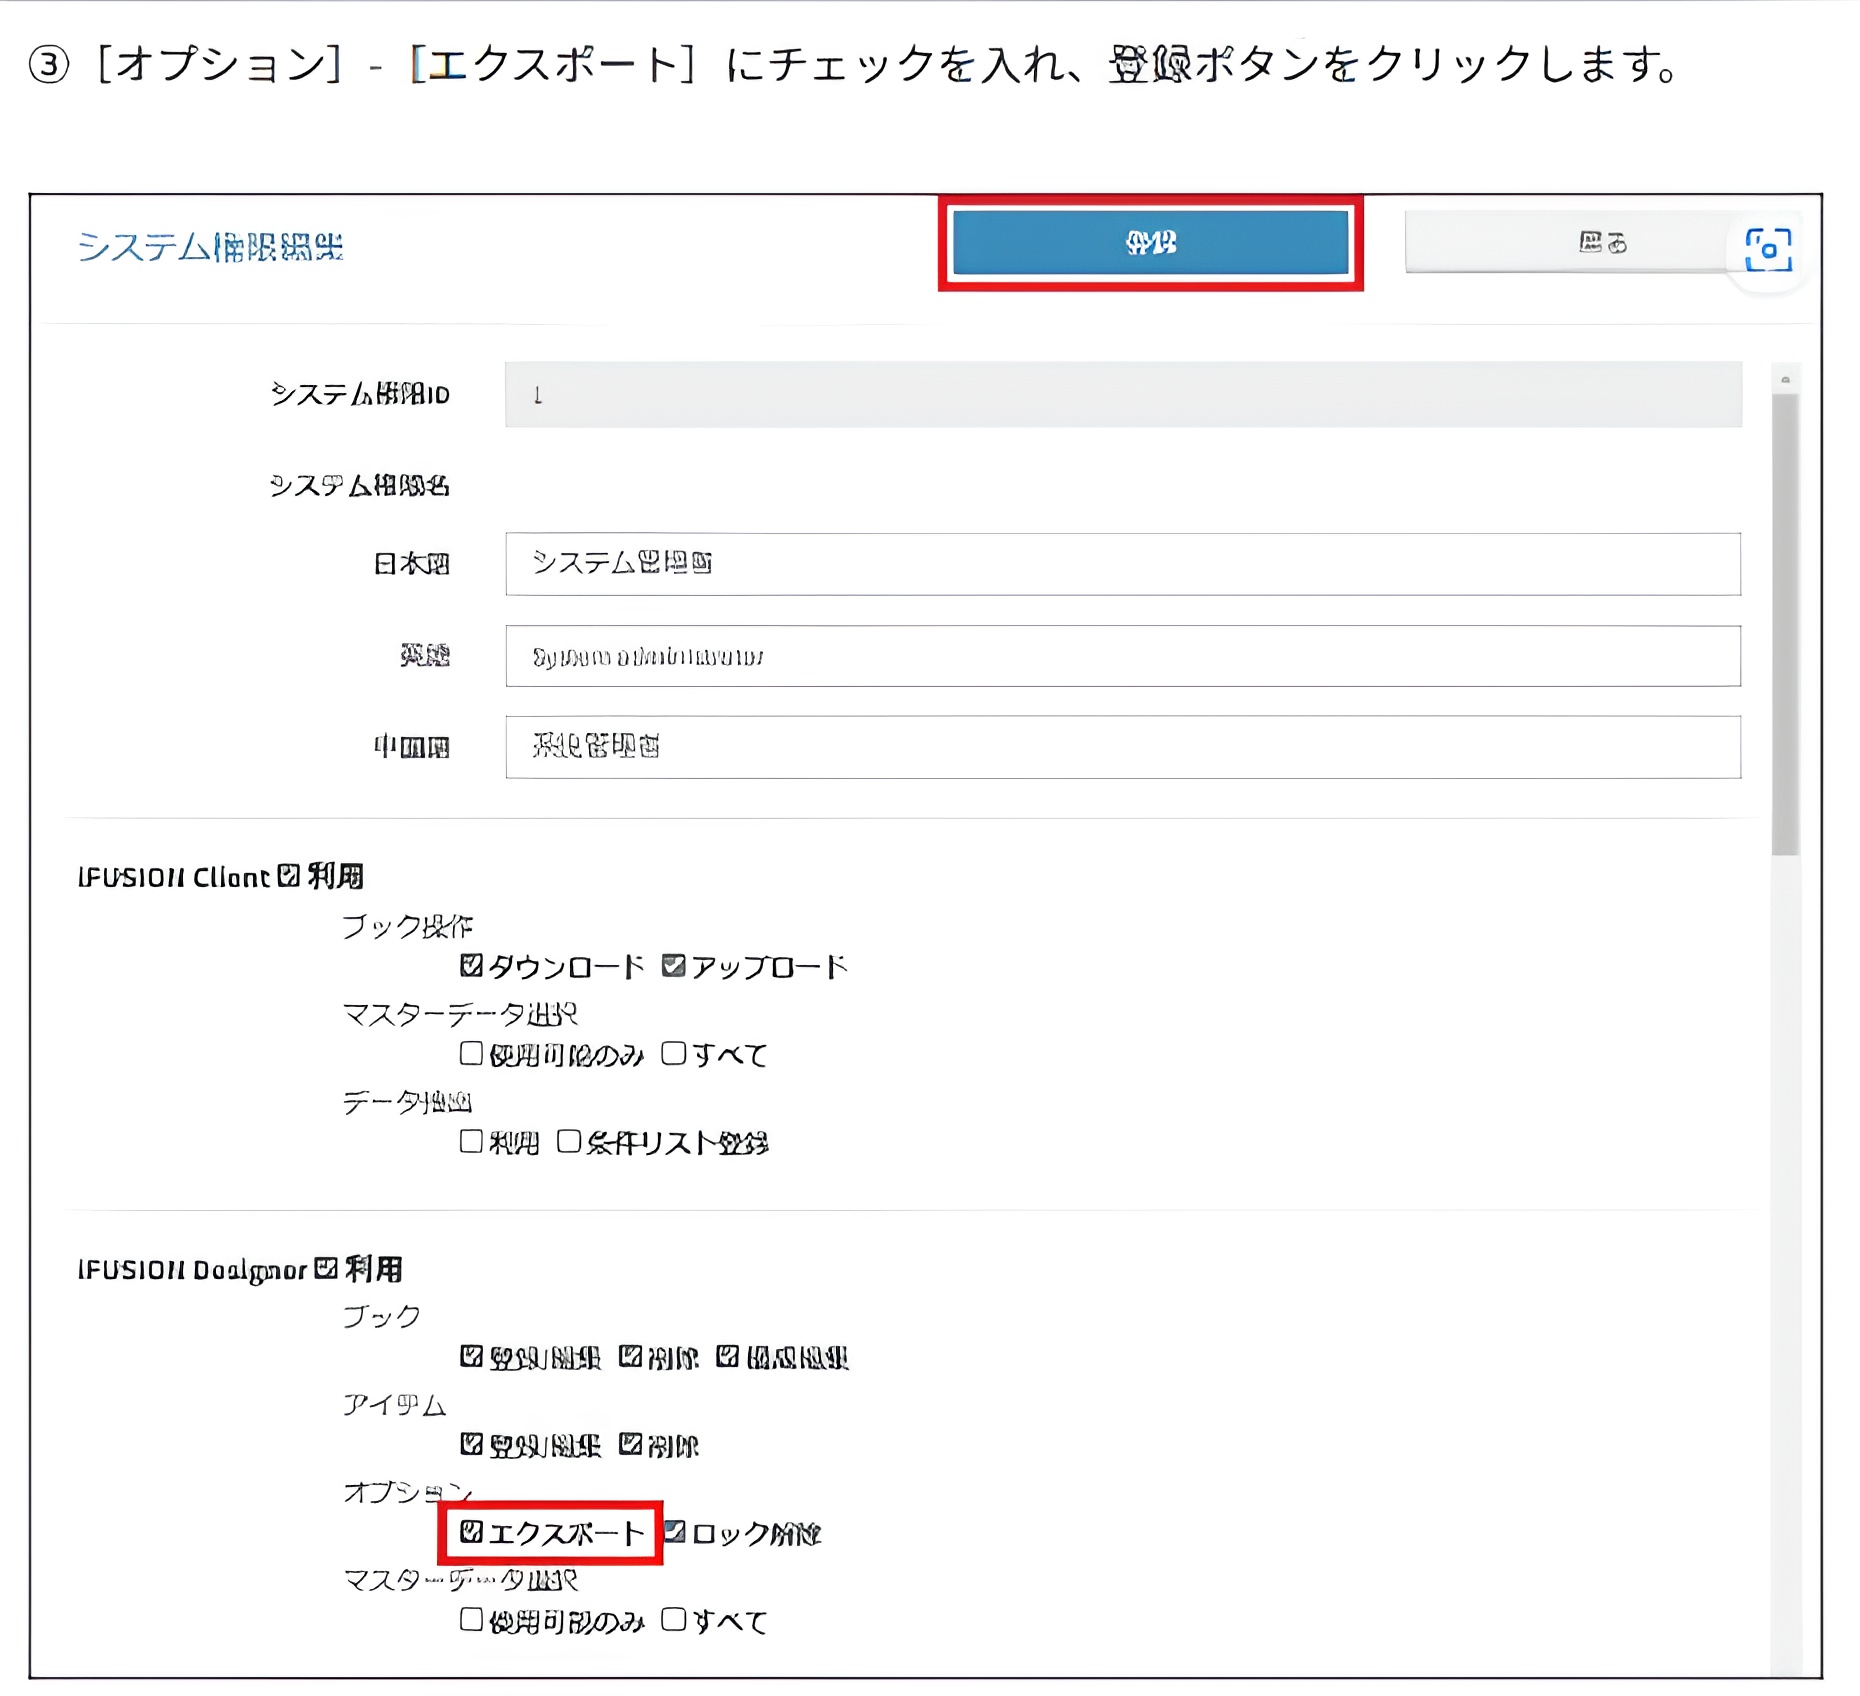 ③［オプション］-［エクスポート］にチェックを入れ、登録ボタンをクリックします。
システム権限編集
戻る
システム権限ID
1
システム権限名
日本語
システム管理者
英語
System administrator
中国語
系统管理者
iFUSION Client 利用
ブック操作
ダウンロード アップロード
マスターデータ選択
使用可能のみ すべて
データ抽出
利用 条件リスト登録
iFUSION Designer 利用
ブック
登録/編集 削除 構成編集
アイテム
登録/編集 削除
オプション
エクスポート ロック解除
マスターデータ選択
使用可能のみ すべて